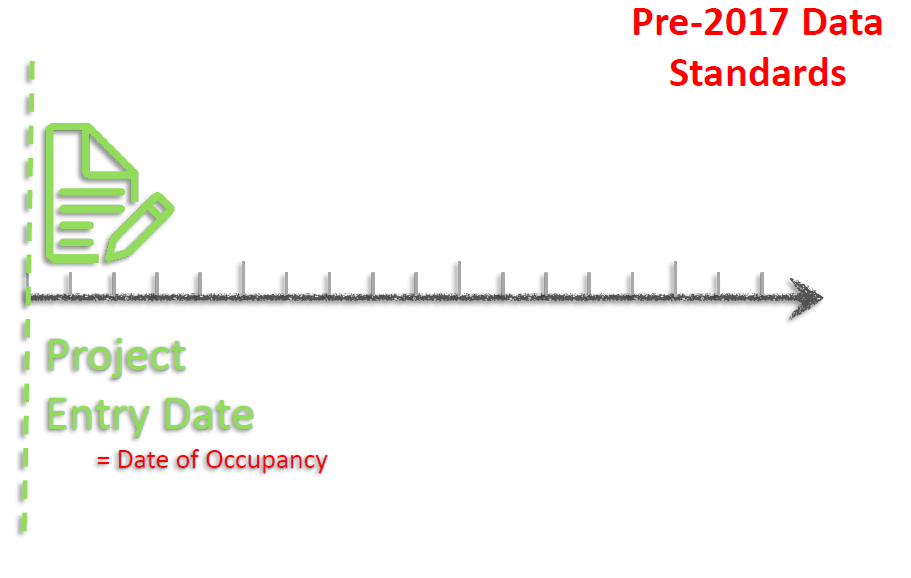 Pre-2017 Data
Standards
Project
Entry Date
= Date of Occupancy